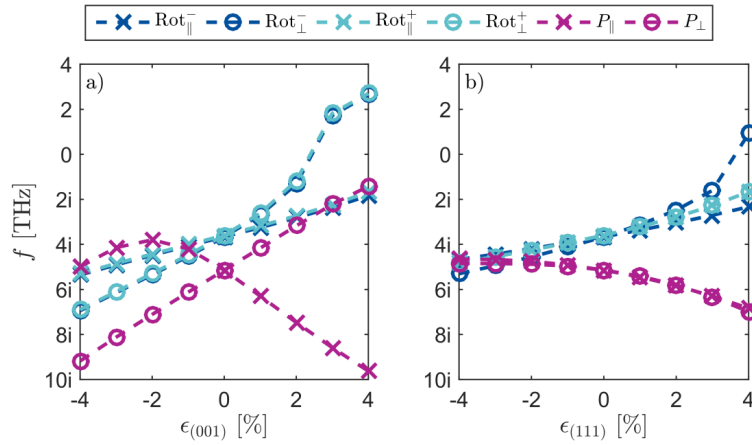 Rot∥⁻ Rot⊥⁻ Rot∥⁺ Rot⊥⁺ P∥ P⊥
a) b)
f [THz]
4 4
2 2
0 0
2i 2i
4i 4i
6i 6i
8i 8i
10i 10i
-4 -2 0 2 4 -4 -2 0 2 4
ϵ(001) [%] ϵ(111) [%]